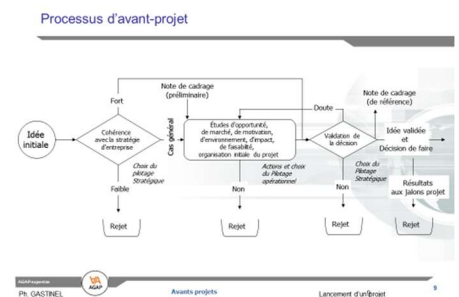 Processus d'avant-projet
Note de cadrage
(préliminaire)
Note de cadrage
(de référence)
Fort
Doute
Idée
initiale
Cohérence
avec la stratégie
d'entreprise
Cas général
Études d'opportunité,
de marché, de motivation,
d'environnement, d'impact,
de faisabilité,
organisation initiale du projet
Validation de
la décision
Idée validée
et
Décision de faire
Choix du
pilotage
Stratégique
Actions et choix
du Pilotage
opérationnel
Choix du
Pilotage
Stratégique
Faible
Non
Non
Résultats
aux Jalons projet
Rejet
Rejet
Rejet
Rejet
AGAP
Ph. GASTINEL
Avants projets
Lancement d'un projet
9